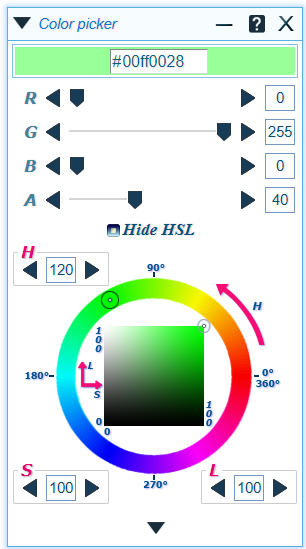 Color picker – ? X
#00ff0028
R 0
G 255
B 0
A 40
Hide HSL
H
120
90°
H
100
L
S
180°
0°
360°
0
0
100
270°
S
100
L
100